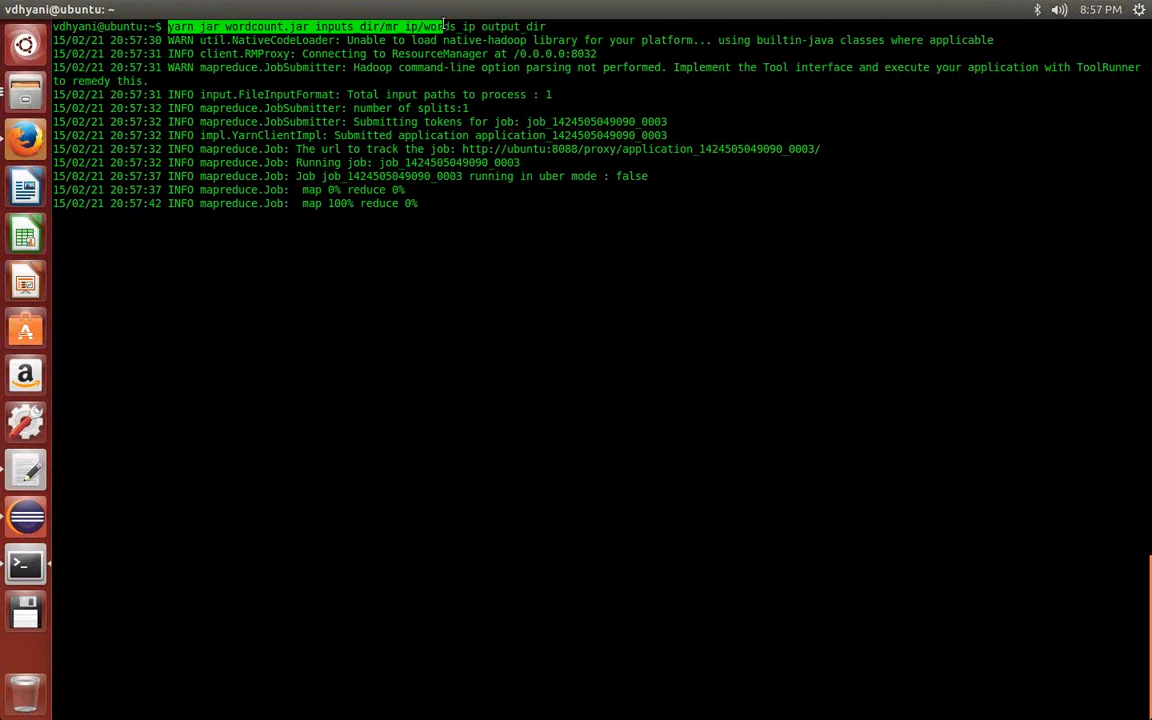 vdhyani@ubuntu: ~
8:57 PM
vdhyani@ubuntu:~$ yarn jar wordcount.jar inputs_dir/mr_ip/words_ip output_dir
15/02/21 20:57:30 WARN util.NativeCodeLoader: Unable to load native-hadoop library for your platform... using builtin-java classes where applicable
15/02/21 20:57:31 INFO client.RMProxy: Connecting to ResourceManager at /0.0.0.0:8032
15/02/21 20:57:31 WARN mapreduce.JobSubmitter: Hadoop command-line option parsing not performed. Implement the Tool interface and execute your application with ToolRunner
to remedy this.
15/02/21 20:57:31 INFO input.FileInputFormat: Total input paths to process : 1
15/02/21 20:57:32 INFO mapreduce.JobSubmitter: number of splits:1
15/02/21 20:57:32 INFO mapreduce.JobSubmitter: Submitting tokens for job: job_1424505049090_0003
15/02/21 20:57:32 INFO impl.YarnClientImpl: Submitted application application_1424505049090_0003
15/02/21 20:57:32 INFO mapreduce.Job: The url to track the job: http://ubuntu:8088/proxy/application_1424505049090_0003/
15/02/21 20:57:32 INFO mapreduce.Job: Running job: job_1424505049090_0003
15/02/21 20:57:37 INFO mapreduce.Job: Job job_1424505049090_0003 running in uber mode : false
15/02/21 20:57:37 INFO mapreduce.Job:  map 0% reduce 0%
15/02/21 20:57:42 INFO mapreduce.Job:  map 100% reduce 0%